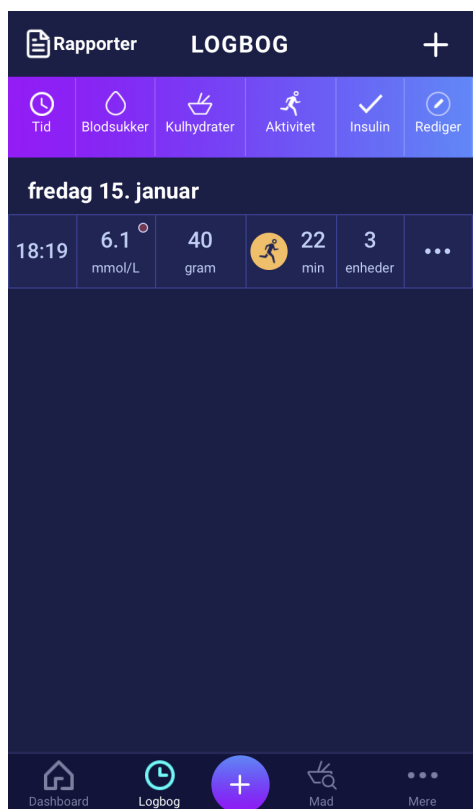 Rapporter LOGBOG
Tid Blodsukker Kulhydrater Aktivitet Insulin Rediger
fredag 15. januar
18:19 6.1 40 22 3
mmol/L gram min enheder
Dashboard Logbog Mad Mere